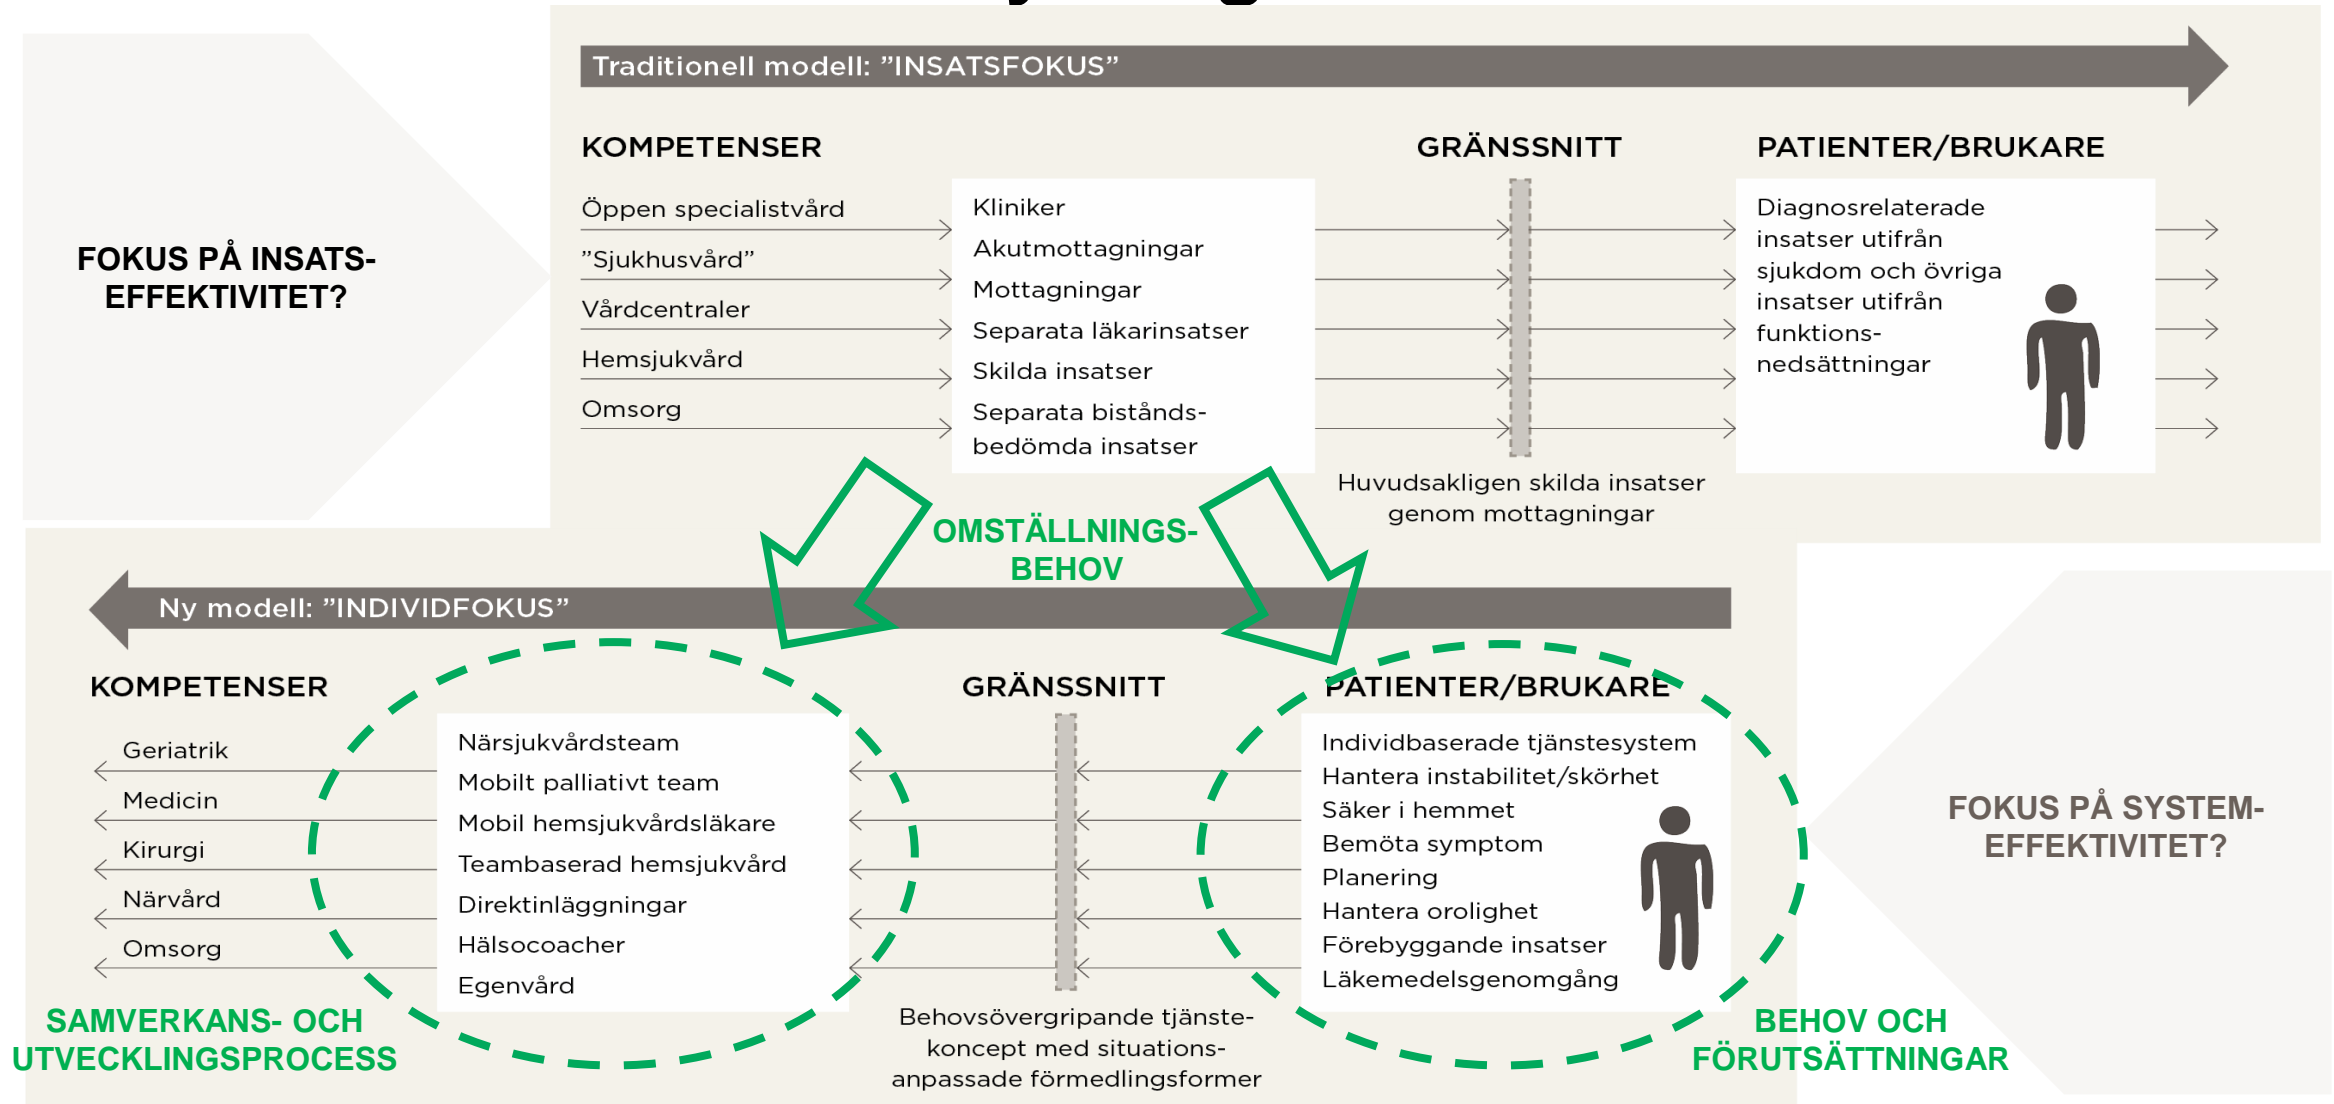 Traditionell modell: ”INSATSFOKUS”
FOKUS PÅ INSATS-
EFFEKTIVITET?
KOMPETENSER
Öppen specialistvård
”Sjukhusvård”
Vårdcentraler
Hemsjukvård
Omsorg
Kliniker
Akutmottagningar
Mottagningar
Separata läkarinsatser
Skilda insatser
Separata bistånds-
bedömda insatser
GRÄNSSNITT
Huvudsakligen skilda insatser
genom mottagningar
PATIENTER/BRUKARE
Diagnosrelaterade
insatser utifrån
sjukdom och övriga
insatser utifrån
funktions-
nedsättningar
OMSTÄLLNINGS-
BEHOV
Ny modell: ”INDIVIDFOKUS”
KOMPETENSER
Geriatrik
Medicin
Kirurgi
Närvård
Omsorg
SAMVERKANS- OCH
UTVECKLINGSPROCESS
Närsjukvårdsteam
Mobilt palliativt team
Mobil hemsjukvårdsläkare
Teambaserad hemsjukvård
Direktinläggningar
Hälsocoacher
Egenvård
GRÄNSSNITT
Behovsövergripande tjänste-
koncept med situations-
anpassade förmedlingsformer
PATIENTER/BRUKARE
Individbaserade tjänstesystem
Hantera instabilitet/skörhet
Säker i hemmet
Bemöta symptom
Planering
Hantera orolighet
Förebyggande insatser
Läkemedelsgenomgång
BEHOV OCH
FÖRUTSÄTTNINGAR
FOKUS PÅ SYSTEM-
EFFEKTIVITET?